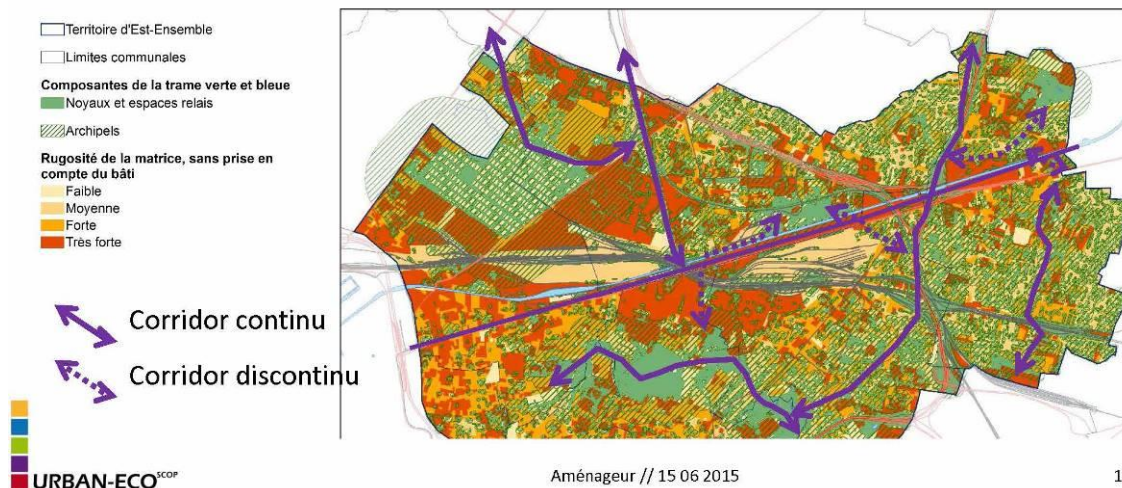 Territoire d'Est-Ensemble
Limites communales
Composantes de la trame verte et bleue
Noyaux et espaces relais
Archipels
Rugosité de la matrice, sans prise en
compte du bâti
Faible
Moyenne
Forte
Très forte
Corridor continu
Corridor discontinu
URBAN-ECO SCOP
Aménageur // 15 06 2015
1